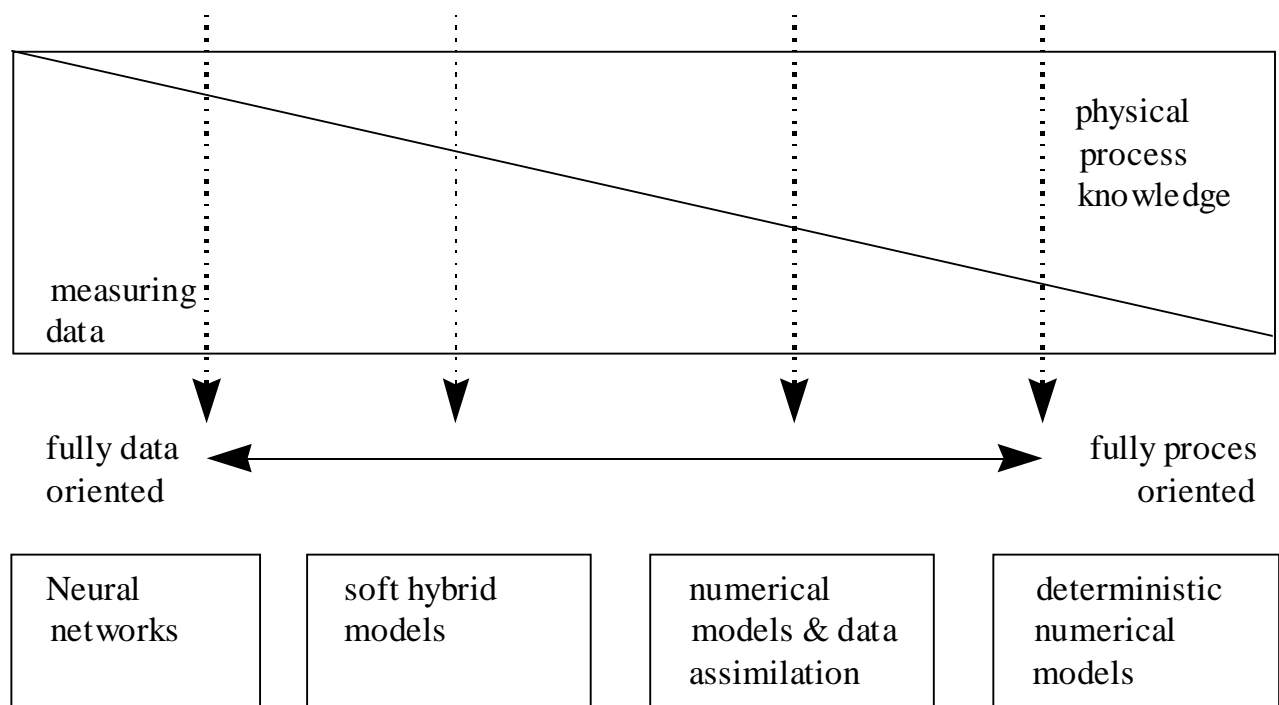 physical
process
knowledge
measuring
data
fully data
oriented
fully proces
oriented
Neural
networks
soft hybrid
models
numerical
models & data
assimilation
deterministic
numerical
models